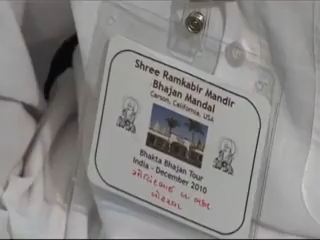 Shree Ramkabir Mandir
Bhajan Mandal
Carson, California, USA
Bhakta Bhajan Tour
India - December 2010